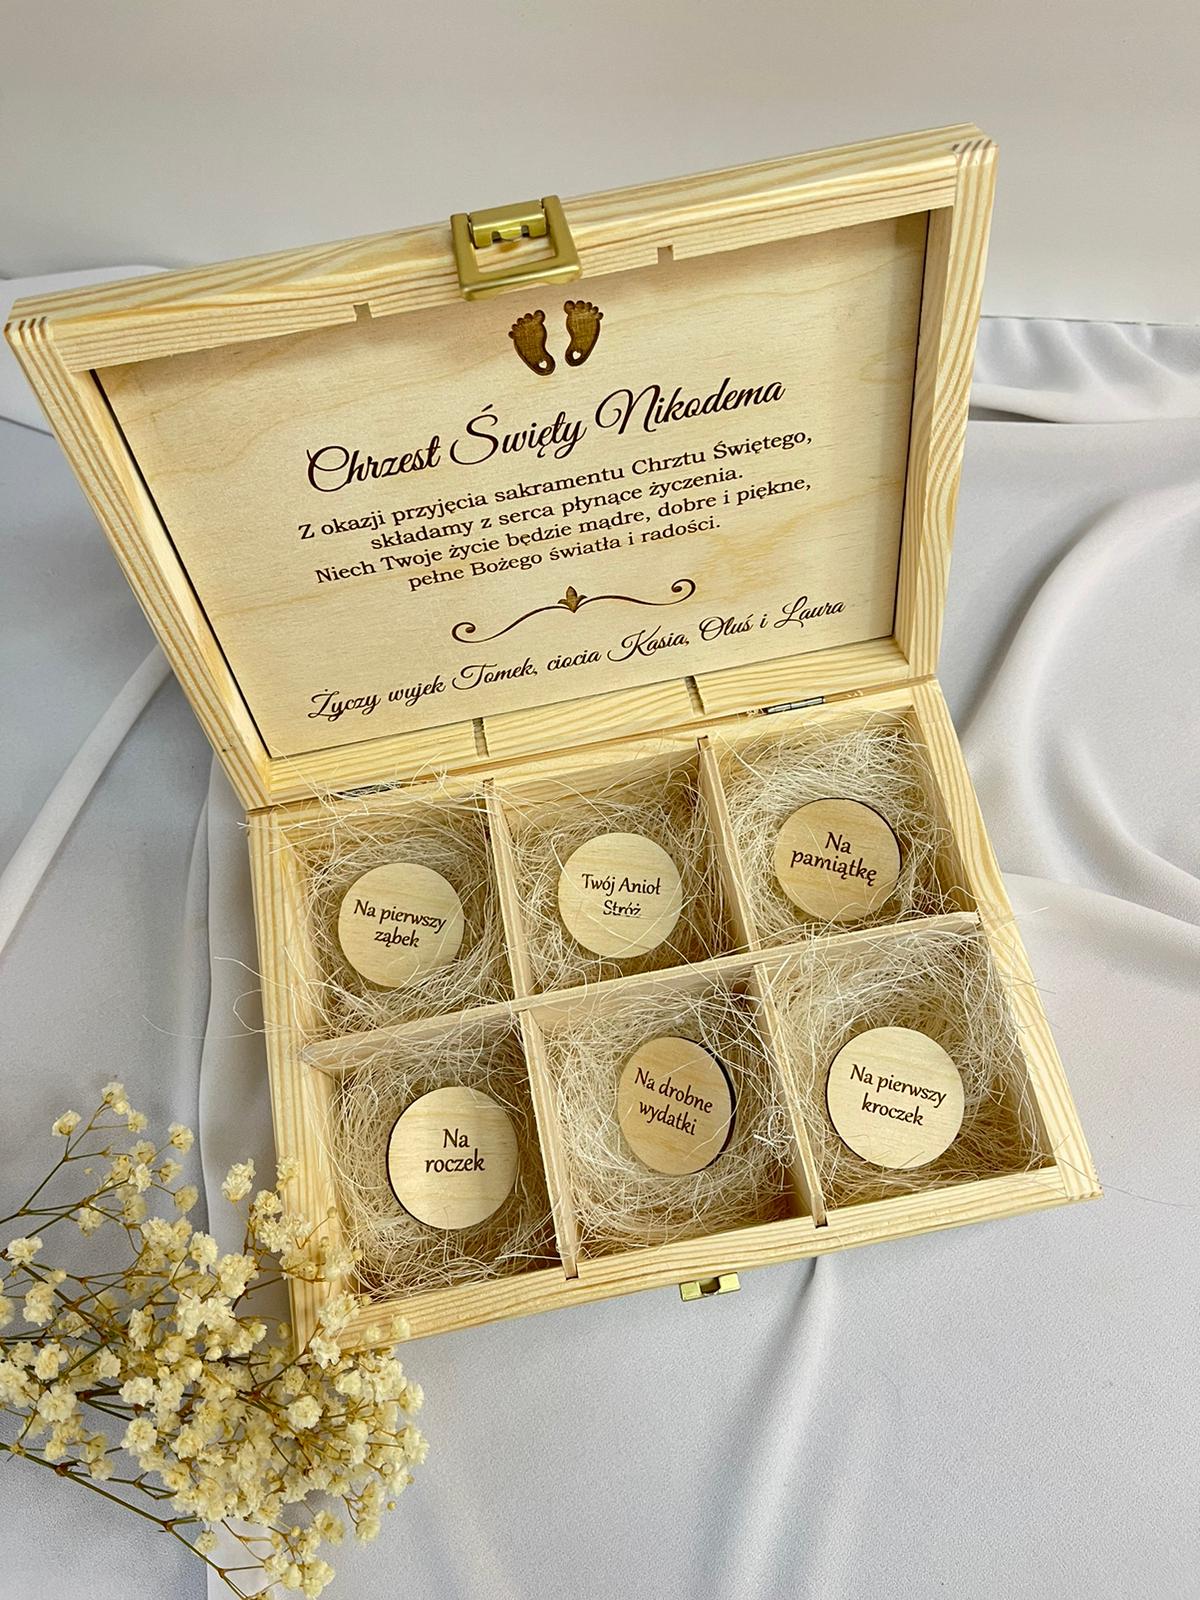 Chrzest Święty Nikodema
Z okazji przyjęcia sakramentu Chrztu Świętego,
składamy z serca płynące życzenia.
Niech Twoje życie będzie mądre, dobre i piękne,
pełne Bożego światła i radości.
Życzy wujek Tomek, ciocia Kasia, Oluś i Laura
Na pierwszy
ząbek
Twój Anioł
Stróż
Na
pamiątkę
Na
roczek
Na drobne
wydatki
Na pierwszy
kroczek